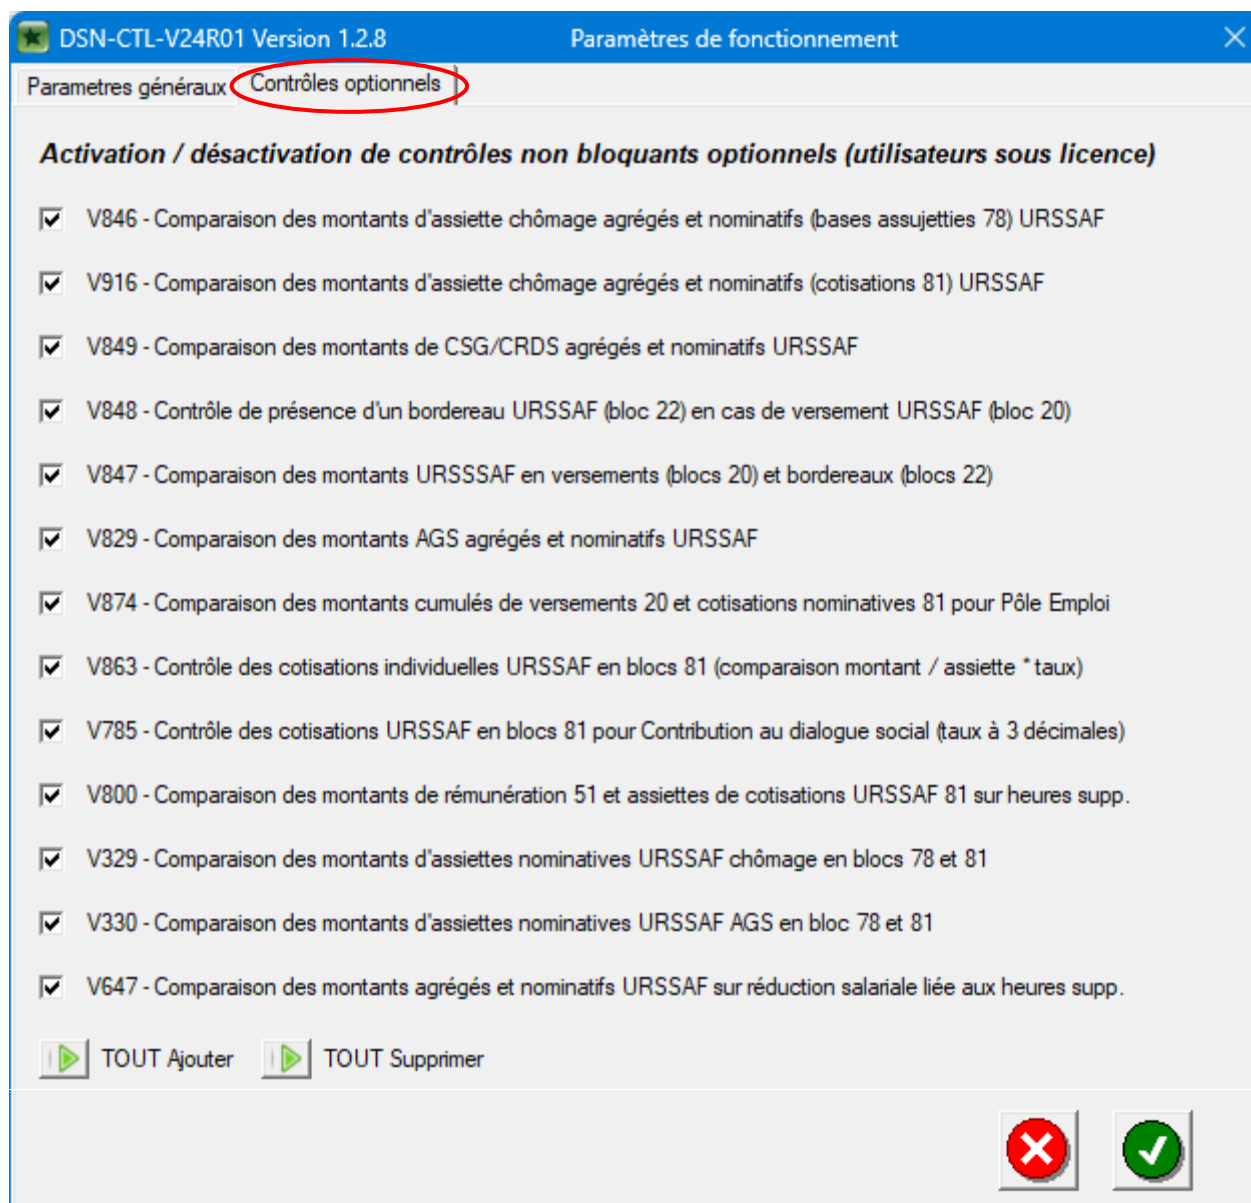 DSN-CTL-V24R01 Version 1.2.8 Paramètres de fonctionnement
Parametres généraux Contrôles optionnels
Activation / désactivation de contrôles non bloquants optionnels (utilisateurs sous licence)
V846 - Comparaison des montants d'assiette chômage agrégés et nominatifs (bases assujetties 78) URSSAF
V916 - Comparaison des montants d'assiette chômage agrégés et nominatifs (cotisations 81) URSSAF
V849 - Comparaison des montants de CSG/CRDS agrégés et nominatifs URSSAF
V848 - Contrôle de présence d'un bordereau URSSAF (bloc 22) en cas de versement URSSAF (bloc 20)
V847 - Comparaison des montants URSSSAF en versements (blocs 20) et bordereaux (blocs 22)
V829 - Comparaison des montants AGS agrégés et nominatifs URSSAF
V874 - Comparaison des montants cumulés de versements 20 et cotisations nominatives 81 pour Pôle Emploi
V863 - Contrôle des cotisations individuelles URSSAF en blocs 81 (comparaison montant / assiette * taux)
V785 - Contrôle des cotisations URSSAF en blocs 81 pour Contribution au dialogue social (taux à 3 décimales)
V800 - Comparaison des montants de rémunération 51 et assiettes de cotisations URSSAF 81 sur heures supp.
V329 - Comparaison des montants d'assiettes nominatives URSSAF chômage en blocs 78 et 81
V330 - Comparaison des montants d'assiettes nominatives URSSAF AGS en bloc 78 et 81
V647 - Comparaison des montants agrégés et nominatifs URSSAF sur réduction salariale liée aux heures supp.
TOUT Ajouter TOUT Supprimer